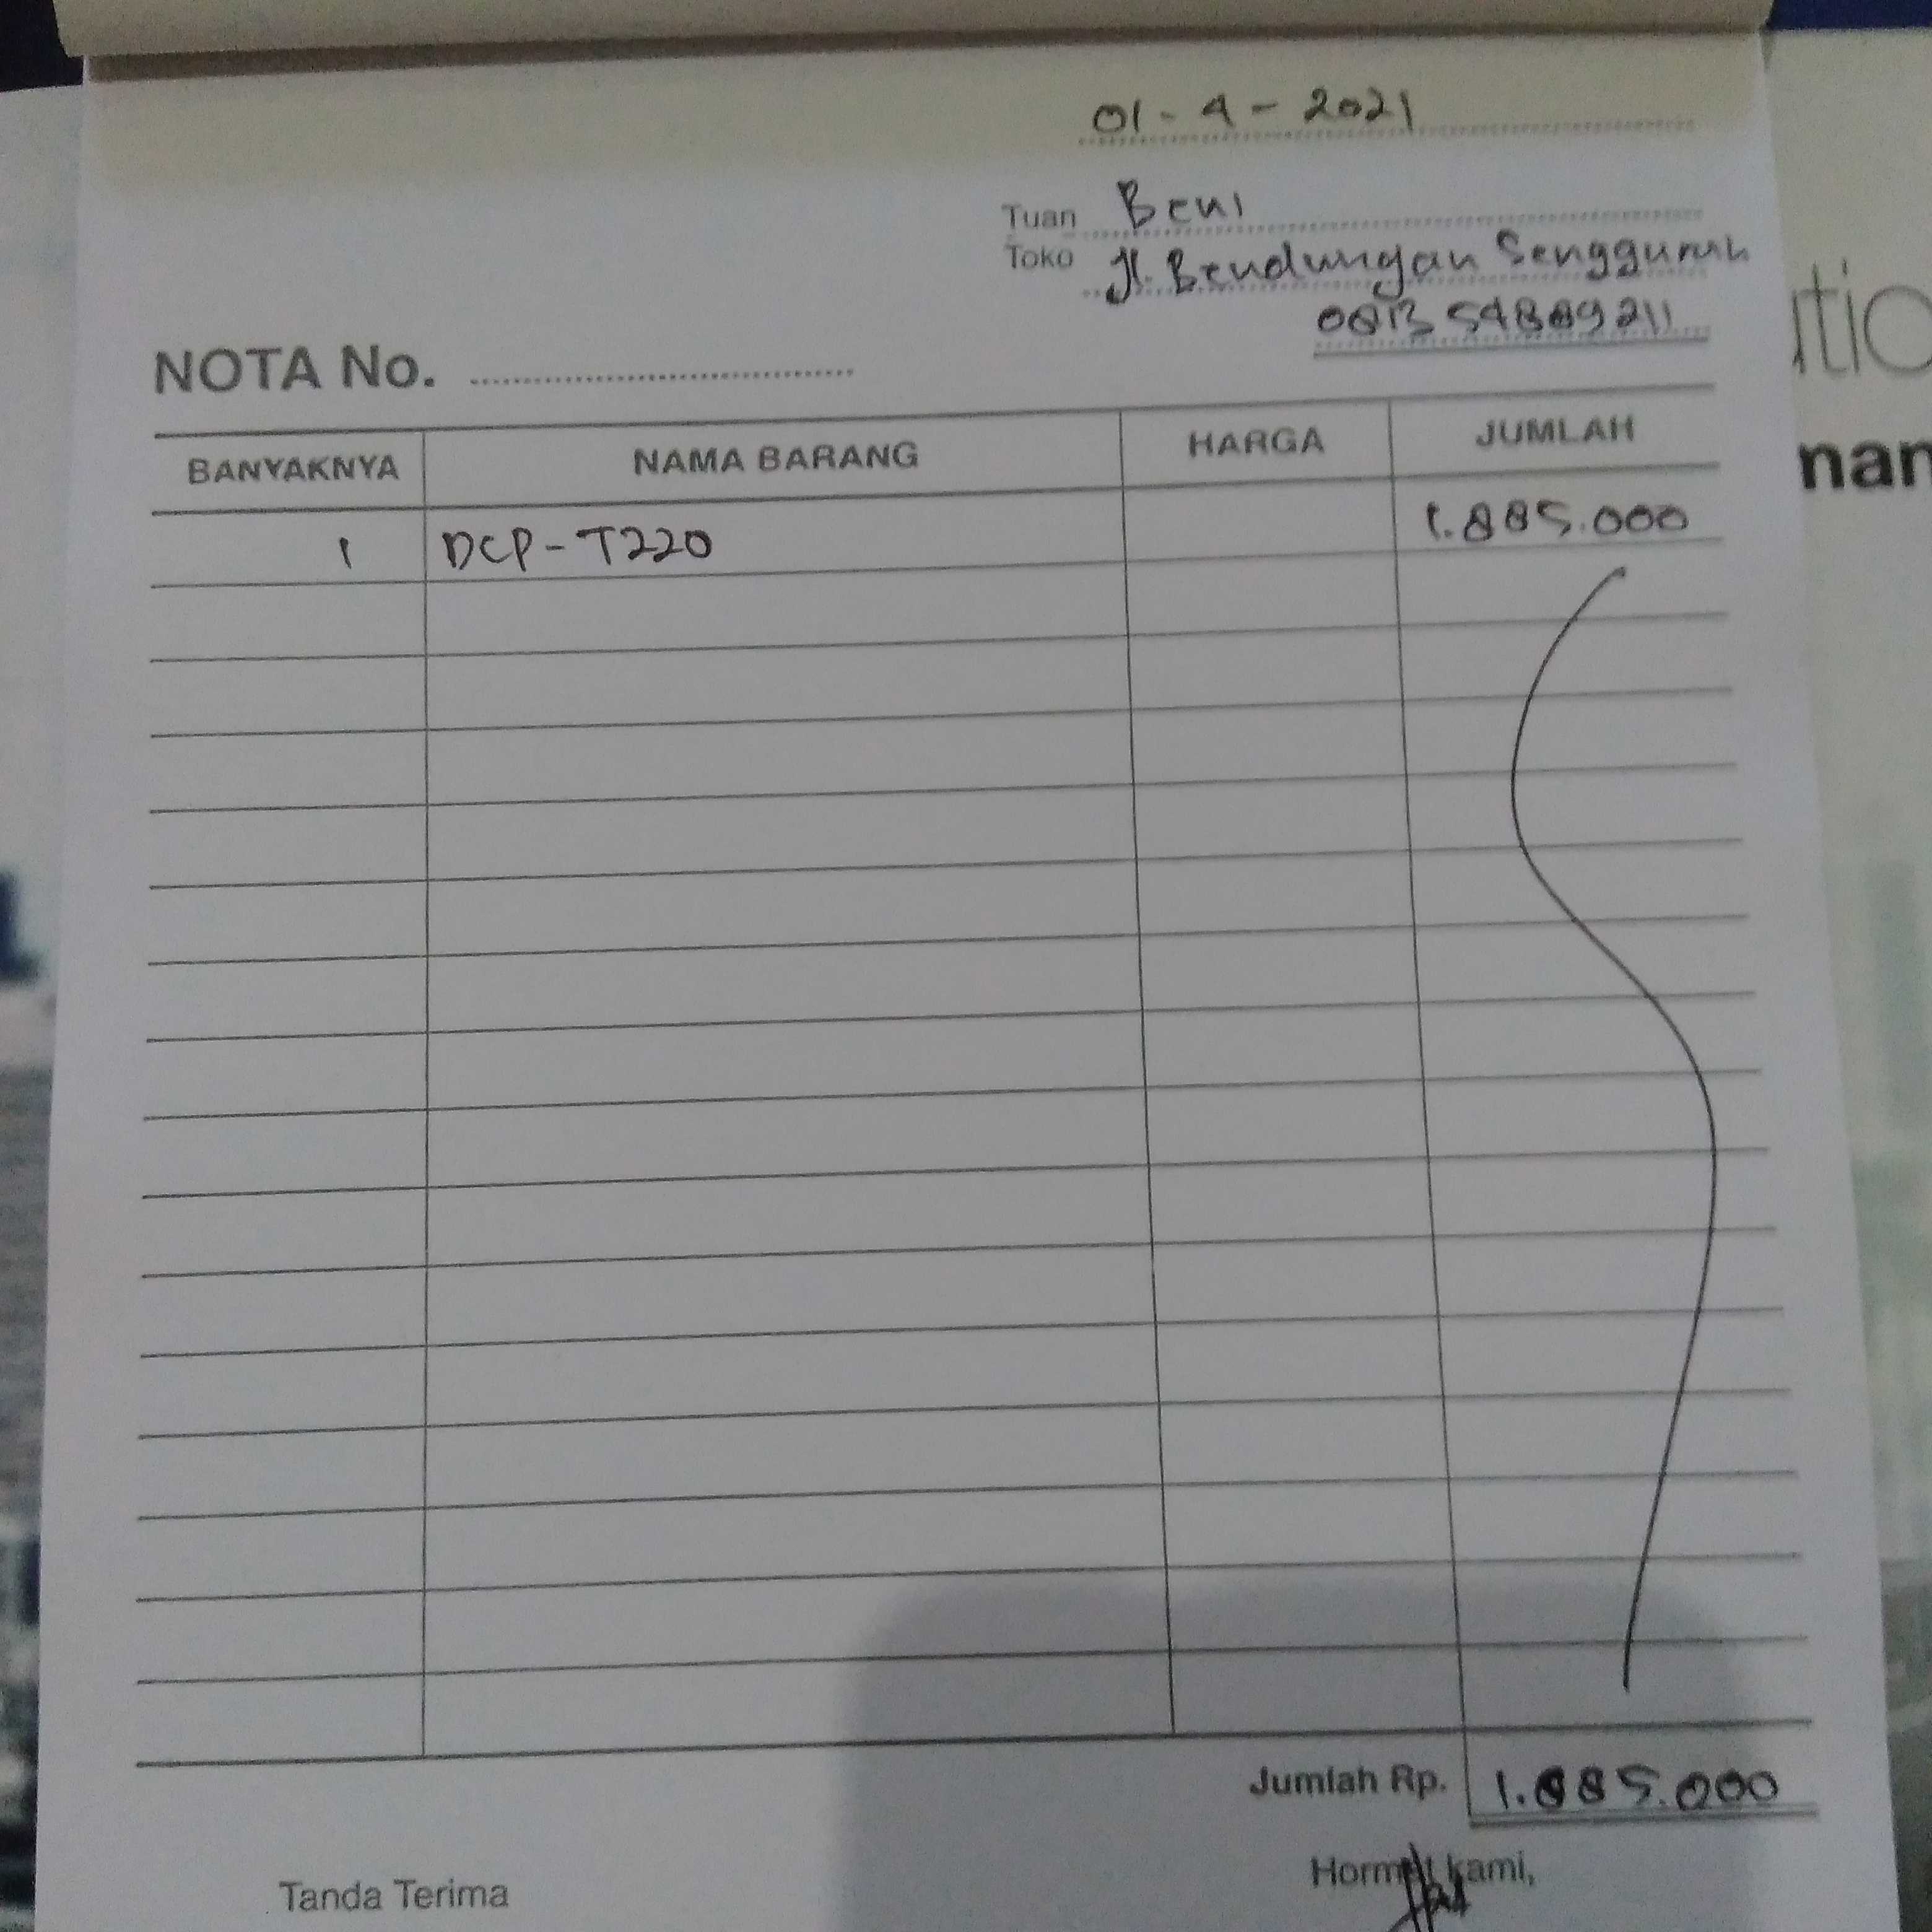 01 - 4 - 2021
Tuan Beni
Toko Jl. Bendungan Sengguruh
NOTA No.
BANYAKNYA NAMA BARANG HARGA JUMLAH
1 DCP-T220 1.885.000
Jumlah Rp. 1.885.000
Tanda Terima Hormat kami,